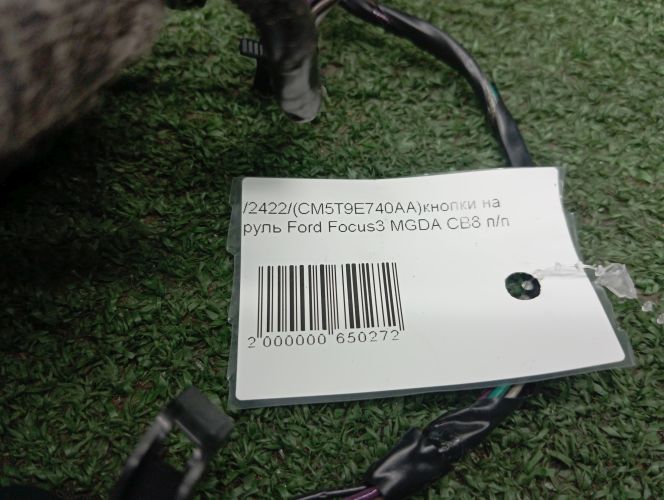 /2422/(CM5T9E740AA)кнопки на
руль Ford Focus3 MGDA CB8 п/п
2 000000 650272